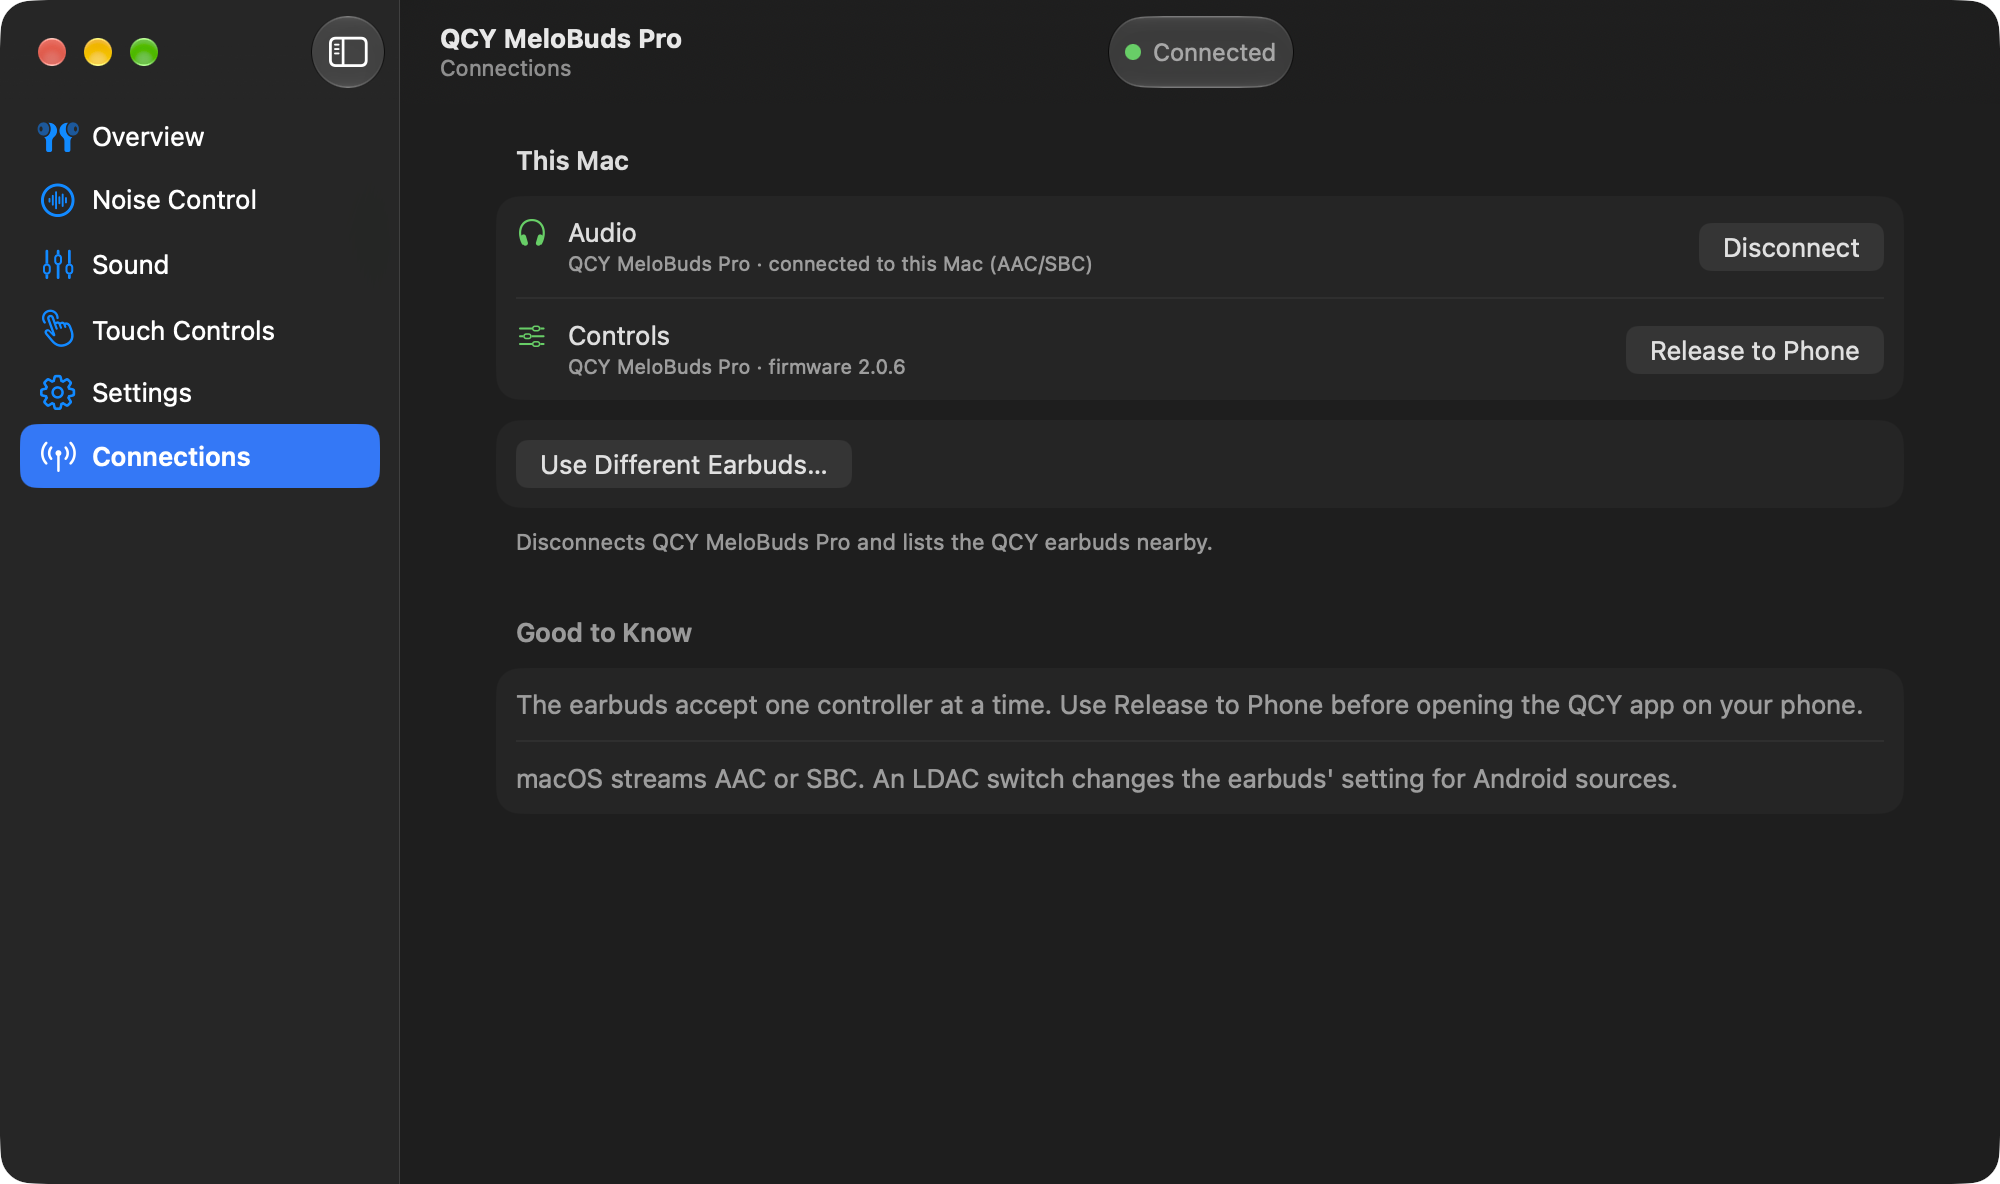 QCY MeloBuds Pro
Connections
Connected
Overview
Noise Control
Sound
Touch Controls
Settings
Connections
This Mac
Audio
QCY MeloBuds Pro · connected to this Mac (AAC/SBC)
Disconnect
Controls
QCY MeloBuds Pro · firmware 2.0.6
Release to Phone
Use Different Earbuds...
Disconnects QCY MeloBuds Pro and lists the QCY earbuds nearby.
Good to Know
The earbuds accept one controller at a time. Use Release to Phone before opening the QCY app on your phone.
macOS streams AAC or SBC. An LDAC switch changes the earbuds' setting for Android sources.